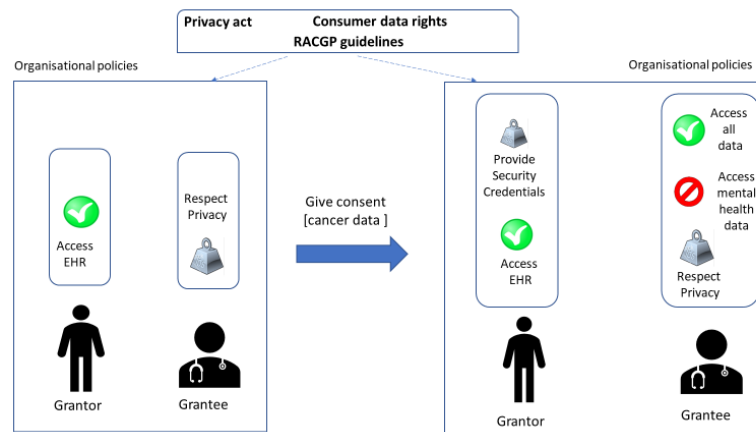 Privacy act Consumer data rights
RACGP guidelines
Organisational policies
Access
EHR
Respect
Privacy
Grantor
Grantee
Give consent
[cancer data ]
Organisational policies
Provide
Security
Credentials
Access
EHR
Access
all
data
Access
mental
health
data
Respect
Privacy
Grantor
Grantee